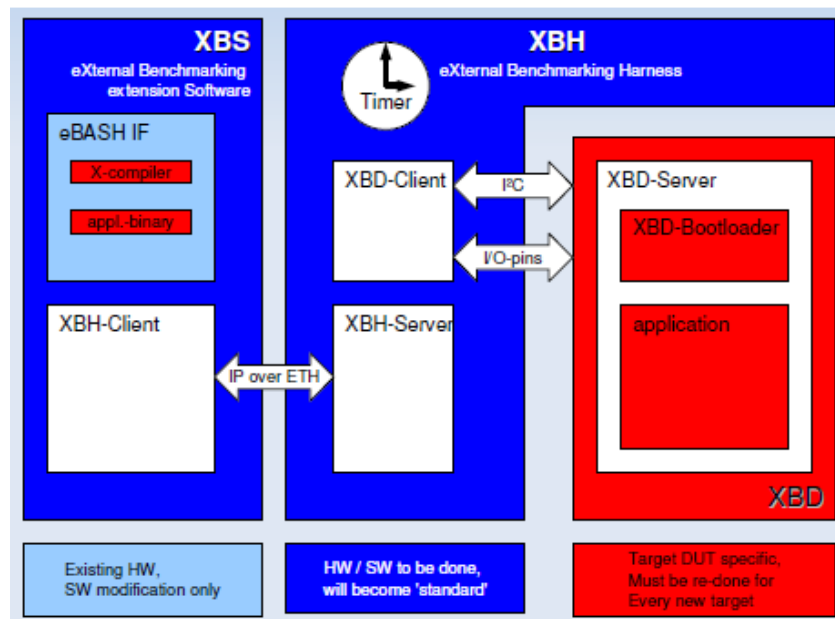 XBS
eXternal Benchmarking
extension Software
eBASH IF
X-compiler
appl.-binary
XBH-Client
XBH
eXternal Benchmarking Harness
Timer
XBD-Client
I²C
I/O-pins
XBH-Server
IP over ETH
XBD-Server
XBD-Bootloader
application
XBD
Existing HW,
SW modification only
HW / SW to be done,
will become 'standard'
Target DUT specific,
Must be re-done for
Every new target